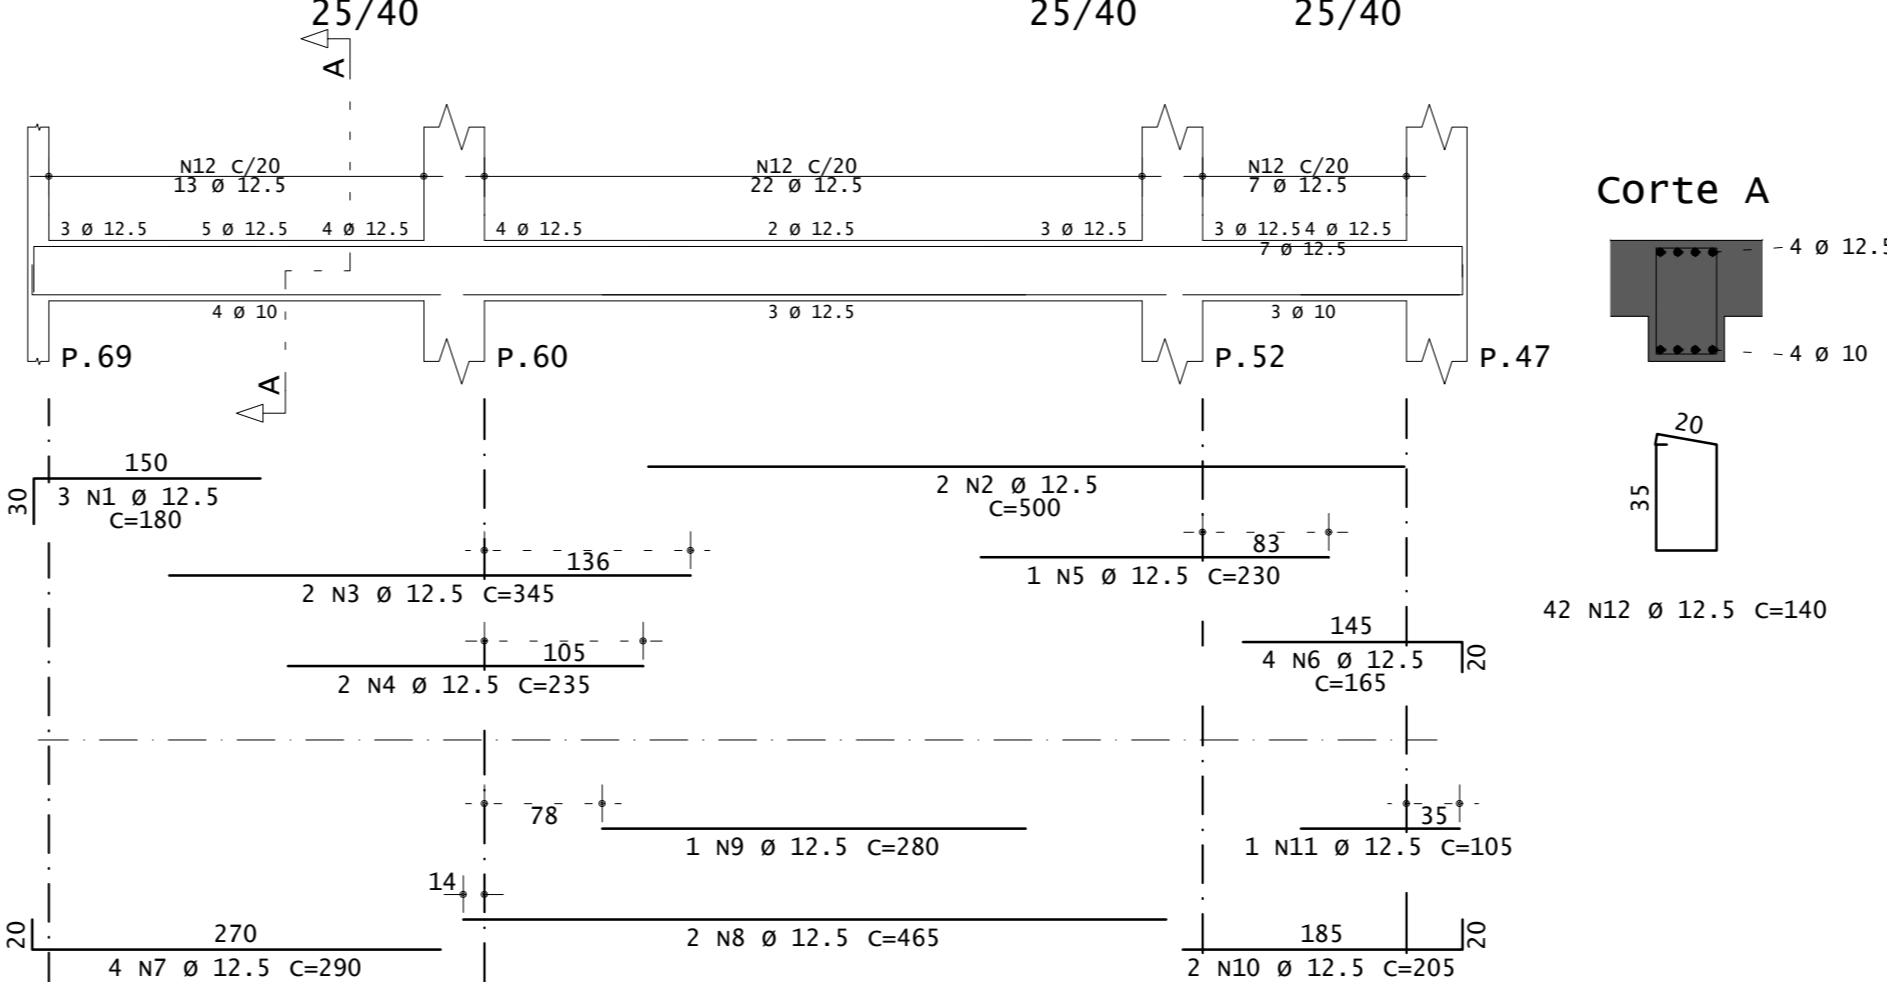 25/40 25/40 25/40
A
N12 C/20 N12 C/20 N12 C/20
13 Ø 12.5 22 Ø 12.5 7 Ø 12.5
Corte A
3 Ø 12.5 5 Ø 12.5 4 Ø 12.5 4 Ø 12.5 2 Ø 12.5 3 Ø 12.5 3 Ø 12.5 4 Ø 12.5
7 Ø 12.5
4 Ø 12.5
4 Ø 10 3 Ø 12.5 3 Ø 10
P.69 P.60 P.52 P.47
4 Ø 10
A
20
35
150
30
3 N1 Ø 12.5
C=180
2 N2 Ø 12.5
C=500
136
2 N3 Ø 12.5 C=345
83
1 N5 Ø 12.5 C=230
42 N12 Ø 12.5 C=140
105
2 N4 Ø 12.5 C=235
145
20
4 N6 Ø 12.5
C=165
78
1 N9 Ø 12.5 C=280
35
1 N11 Ø 12.5 C=105
14
2 N8 Ø 12.5 C=465
20
270
4 N7 Ø 12.5 C=290
185
20
2 N10 Ø 12.5 C=205